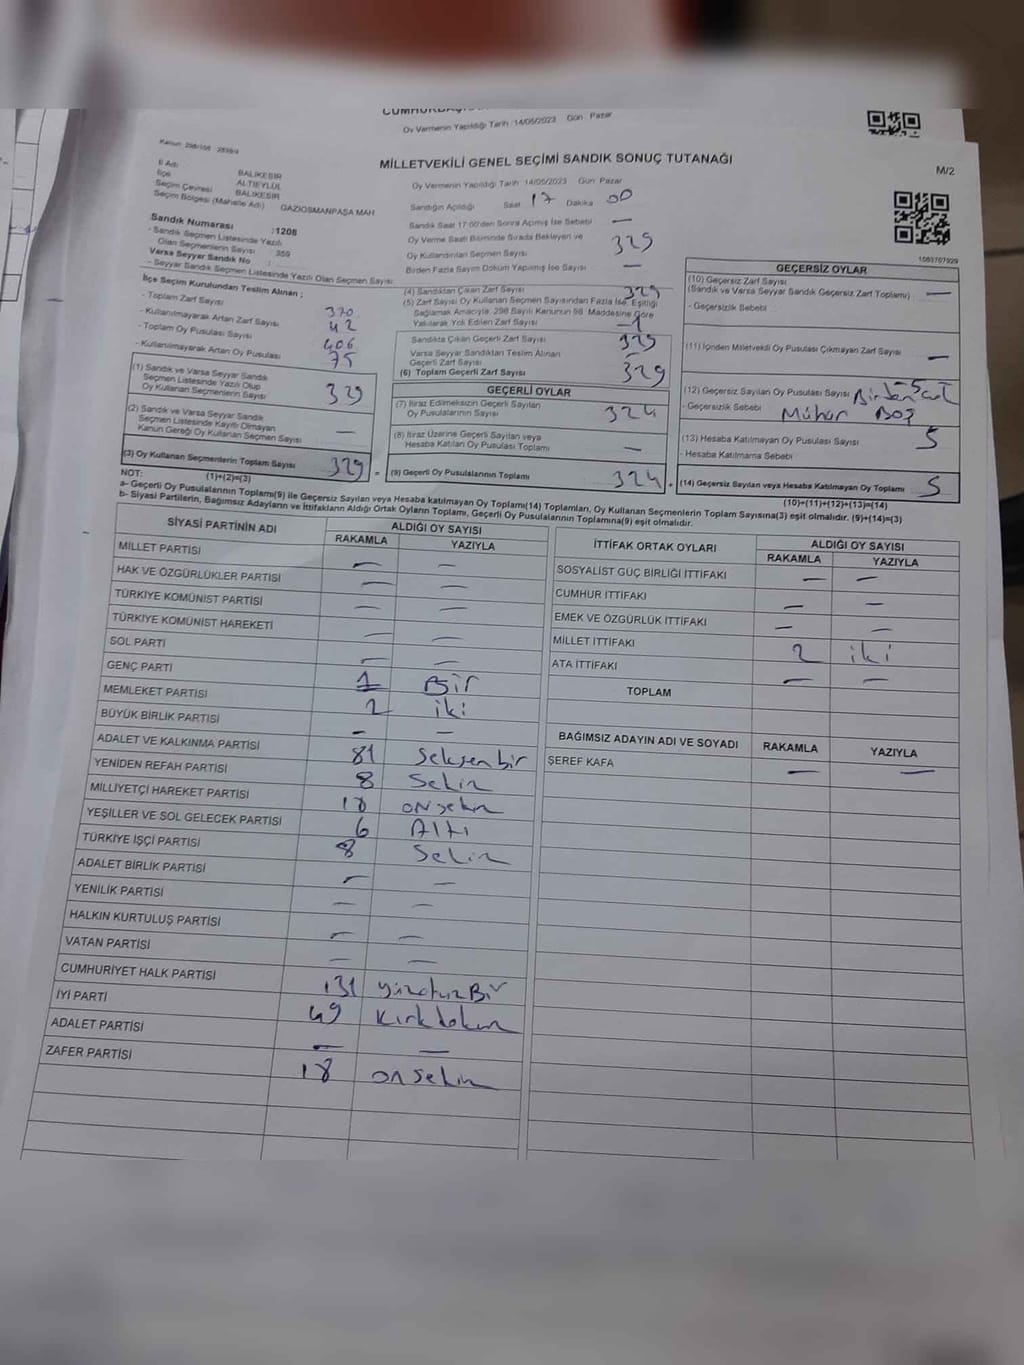 Oy Vermenin Yapıldığı Tarih :14/05/2023 Gün: Pazar
MİLLETVEKİLİ GENEL SEÇİMİ SANDIK SONUÇ TUTANAĞI
M/2
İl Adı BALIKESİR
İlçe ALTIEYLÜL
Seçim Çevresi BALIKESİR
Seçim Bölgesi (Mahalle Adı) GAZİOSMANPAŞA MAH
Sandık Numarası :1208
- Sandık Seçmen Listesinde Yazılı
Olan Seçmenlerin Sayısı : 359
Varsa Seyyar Sandık No :
- Seyyar Sandık Seçmen Listesinde Yazılı Olan Seçmen Sayısı:
Oy Vermenin Yapıldığı Tarih :14/05/2023 Gün: Pazar
Sandığın Açıldığı Saat 17 Dakika 00
Sandık Saat 17:00'den Sonra Açılmış İse Sebebi —
Oy Verme Saati Bitiminde Sırada Bekleyen ve
Oy Kullandırılan Seçmen Sayısı 329
Birden Fazla Sayım Döküm Yapılmış İse Sayısı —
1083707929
İlçe Seçim Kurulundan Teslim Alınan ;
- Toplam Zarf Sayısı 370
- Kullanılmayarak Artan Zarf Sayısı 42
- Toplam Oy Pusulası Sayısı 406
- Kullanılmayarak Artan Oy Pusulası 75
(1) Sandık ve Varsa Seyyar Sandık
Seçmen Listesinde Yazılı Olup
Oy Kullanan Seçmenlerin Sayısı 329
(2) Sandık ve Varsa Seyyar Sandık
Seçmen Listesinde Kayıtlı Olmayan
Kanun Gereği Oy Kullanan Seçmen Sayısı —
(3) Oy Kullanan Seçmenlerin Toplam Sayısı 329
(1)+(2)=(3)
(4) Sandıktan Çıkan Zarf Sayısı 329
(5) Zarf Sayısı Oy Kullanan Seçmen Sayısından Fazla İse, Eşitliği
Sağlamak Amacıyla, 298 Sayılı Kanunun 98. Maddesine Göre
Yakılarak Yok Edilen Zarf Sayısı
Sandıkta Çıkan Geçerli Zarf Sayısı 329
Varsa Seyyar Sandıktan Teslim Alınan
Geçerli Zarf Sayısı —
(6) Toplam Geçerli Zarf Sayısı 329
GEÇERLİ OYLAR
(7) İtiraz Edilmeksizin Geçerli Sayılan
Oy Pusulalarının Sayısı 324
(8) İtiraz Üzerine Geçerli Sayılan veya
Hesaba Katılan Oy Pusulası Toplamı —
(9) Geçerli Oy Pusulalarının Toplamı 324
GEÇERSİZ OYLAR
(10) Geçersiz Zarf Sayısı
(Sandık ve Varsa Seyyar Sandık Geçersiz Zarf Toplamı) —
- Geçersizlik Sebebi
(11) İçinden Milletvekili Oy Pusulası Çıkmayan Zarf Sayısı —
(12) Geçersiz Sayılan Oy Pusulası Sayısı
- Geçersizlik Sebebi Mühür Boş
(13) Hesaba Katılmayan Oy Pusulası Sayısı 5
- Hesaba Katılmama Sebebi
(14) Geçersiz Sayılan veya Hesaba Katılmayan Oy Toplamı 5
(10)+(11)+(12)+(13)=(14)
NOT:
a- Geçerli Oy Pusulalarının Toplamı(9) ile Geçersiz Sayılan veya Hesaba katılmayan Oy Toplamı(14) Toplamları, Oy Kullanan Seçmenlerin Toplam Sayısına(3) eşit olmalıdır. (9)+(14)=(3)
b- Siyasi Partilerin, Bağımsız Adayların ve İttifakların Aldığı Ortak Oyların Toplamı, Geçerli Oy Pusulalarının Toplamına(9) eşit olmalıdır.
SİYASİ PARTİNİN ADI ALDIĞI OY SAYISI
RAKAMLA YAZIYLA
MİLLET PARTİSİ — —
HAK VE ÖZGÜRLÜKLER PARTİSİ — —
TÜRKİYE KOMÜNİST PARTİSİ — —
TÜRKİYE KOMÜNİST HAREKETİ — —
SOL PARTİ — —
GENÇ PARTİ 1 Bir
MEMLEKET PARTİSİ 2 iki
BÜYÜK BİRLİK PARTİSİ — —
ADALET VE KALKINMA PARTİSİ 81 Seksen bir
YENİDEN REFAH PARTİSİ 8 Sekiz
MİLLİYETÇİ HAREKET PARTİSİ 18 onsekiz
YEŞİLLER VE SOL GELECEK PARTİSİ 6 Altı
TÜRKİYE İŞÇİ PARTİSİ 8 Sekiz
ADALET BİRLİK PARTİSİ — —
YENİLİK PARTİSİ — —
HALKIN KURTULUŞ PARTİSİ — —
VATAN PARTİSİ — —
CUMHURİYET HALK PARTİSİ 131 yüzotuz Bir
İYİ PARTİ 49 Kırk dokuz
ADALET PARTİSİ — —
ZAFER PARTİSİ 18 on sekiz
İTTİFAK ORTAK OYLARI ALDIĞI OY SAYISI
RAKAMLA YAZIYLA
SOSYALİST GÜÇ BİRLİĞİ İTTİFAKI — —
CUMHUR İTTİFAKI — —
EMEK VE ÖZGÜRLÜK İTTİFAKI — —
MİLLET İTTİFAKI 2 iki
ATA İTTİFAKI — —
TOPLAM
BAĞIMSIZ ADAYIN ADI VE SOYADI RAKAMLA YAZIYLA
ŞEREF KAFA — —